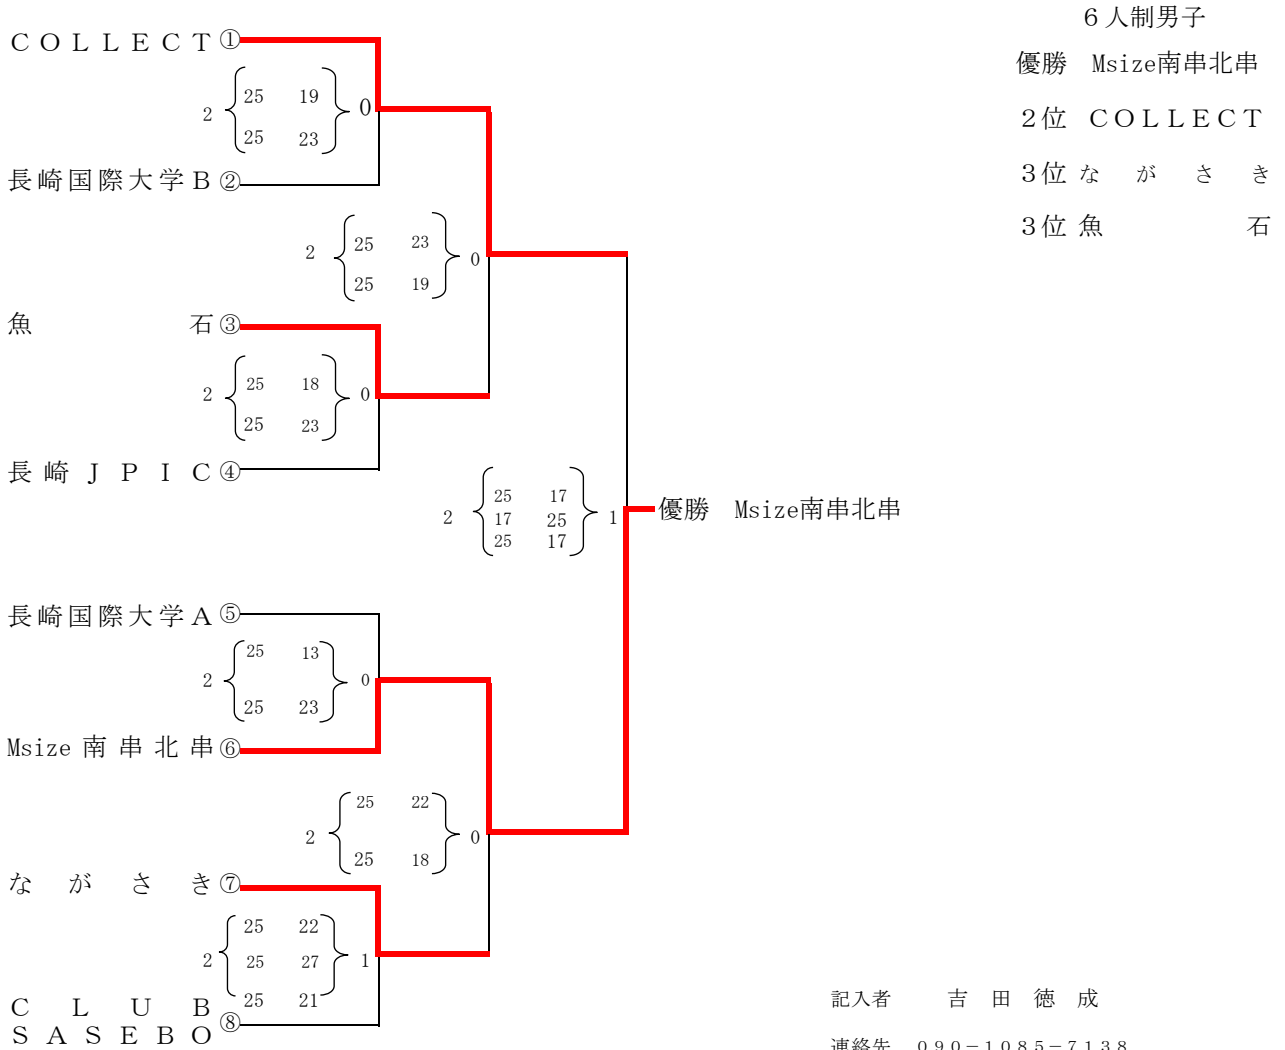 ６人制男子
ＣＯＬＬＥＣＴ①
優勝　Msize南串北串
2 25 19 0
25 23
２位　ＣＯＬＬＥＣＴ
長崎国際大学Ｂ②
３位 ながさき
３位 魚石
2 25 23 0
25 19
魚石③
2 25 18 0
25 23
長崎ＪＰＩＣ④
25 17
2 17 25 1
25 17
優勝　Msize南串北串
長崎国際大学Ａ⑤
25 13
2 0
25 23
Msize南串北串⑥
25 22
2 0
25 18
ながさき⑦
25 22
2 25 27 1
25 21
ＣＬＵＢ
ＳＡＳＥＢＯ⑧
記入者　吉田徳成
連絡先　０９０－１０８５－７１３８